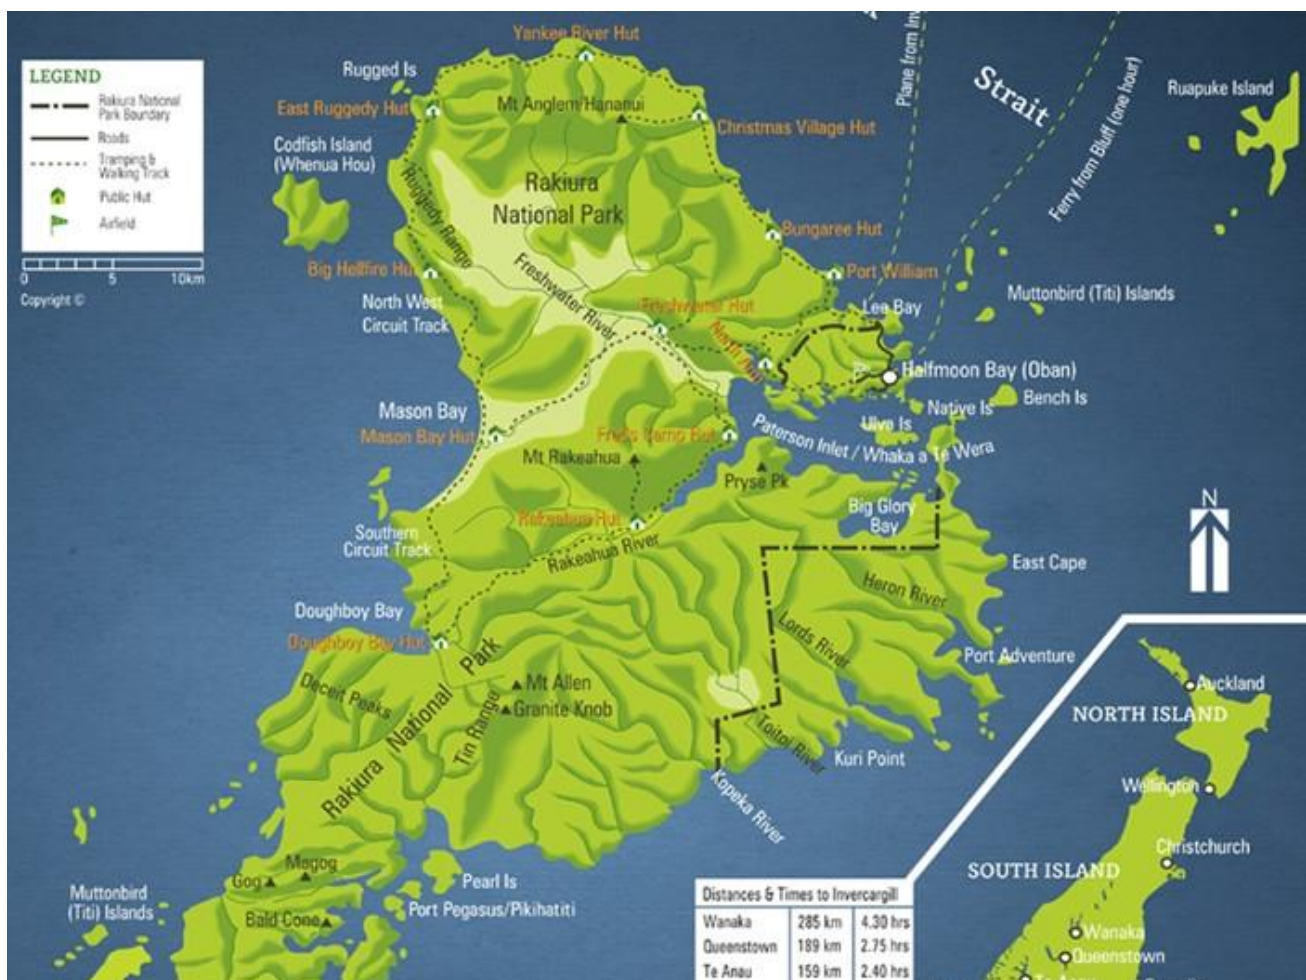 LEGEND
Rakiura National
Park Boundary
Roads
Tramping &
Walking Track
Public Hut
Airfield
0 5 10km
Copyright ©
Yankee River Hut
Rugged Is
East Ruggedy Hut
Mt Anglem/Hananui
Christmas Village Hut
Codfish Island
(Whenua Hou)
Ruggedy Range
Rakiura
National Park
Bungaree Hut
Big Hellfire Hut
Freshwater River
Port William
North West
Circuit Track
Freshwater Hut
Lee Bay
North Arm
Halfmoon Bay (Oban)
Plane from
Strait
Ferry from Bluff (one hour)
Ruapuke Island
Muttonbird (Titi) Islands
Bench Is
Native Is
Ulva Is
Paterson Inlet / Whaka a Te Wera
Mason Bay
Mason Bay Hut
Fred's Camp Hut
Mt Rakeahua
Pryse Pk
Big Glory
Bay
Rakeahua Hut
Southern
Circuit Track
Rakeahua River
East Cape
Heron River
Doughboy Bay
Doughboy Bay Hut
Lords River
Port Adventure
Deceit Peaks
Rakiura National Park
Mt Allen
Granite Knob
Tin Range
Toitoi River
Kuri Point
Kopeka River
Magog
Gog
Bald Cone
Pearl Is
Port Pegasus/Pikihatiti
Muttonbird
(Titi) Islands
N
Auckland
NORTH ISLAND
Wellington
Christchurch
SOUTH ISLAND
Wanaka
Queenstown
Te Anau
Distances & Times to Invercargill
Wanaka 285 km 4.30 hrs
Queenstown 189 km 2.75 hrs
Te Anau 159 km 2.40 hrs